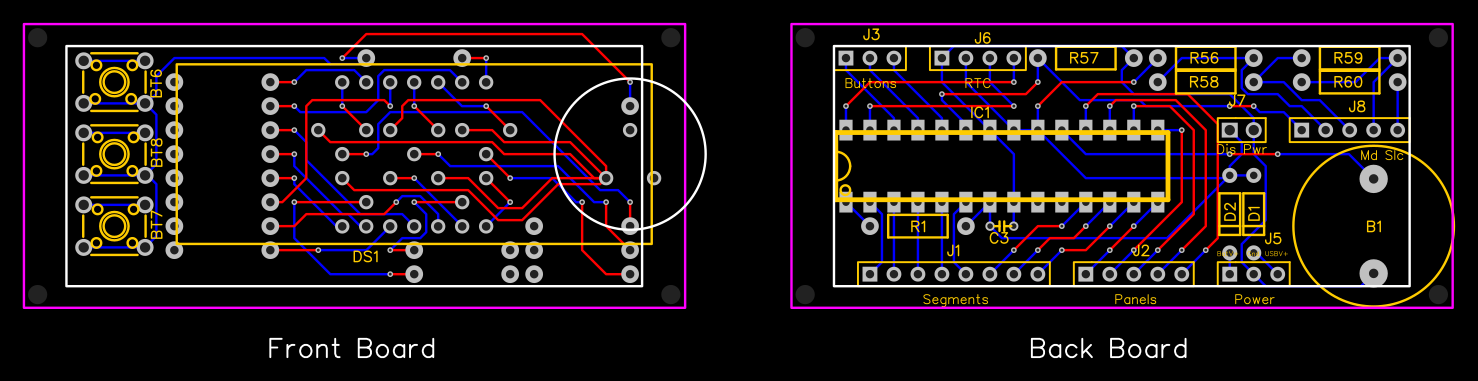 BT6
BT8
BT7
DS1
Front Board
J3
J6
R57
R56
R59
Buttons
RTC
R58
R60
IC1
J7
J8
Dis Pwr
Md Slc
D2
D1
R1
C3
B1
J1
J2
J5
USBV+
Segments
Panels
Power
Back Board